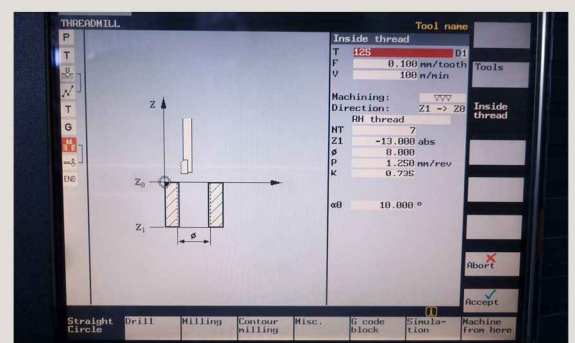 THREADMILL
Tool name
P
T
N
T
G
END
Z
Z0
Z1
ø
Inside thread
T 125 D1
F 0.100 mm/tooth
V 100 m/min
Machining: ▽▽▽
Direction: Z1 -> Z0
RH thread
NT 7
Z1 -13.000 abs
ø 8.000
P 1.250 mm/rev
K 0.735
α0 10.000 °
Tools
Inside
thread
Abort
Accept
Straight
Circle
Drill
Milling
Contour
milling
Misc.
G code
block
Simula-
tion
Machine
from here